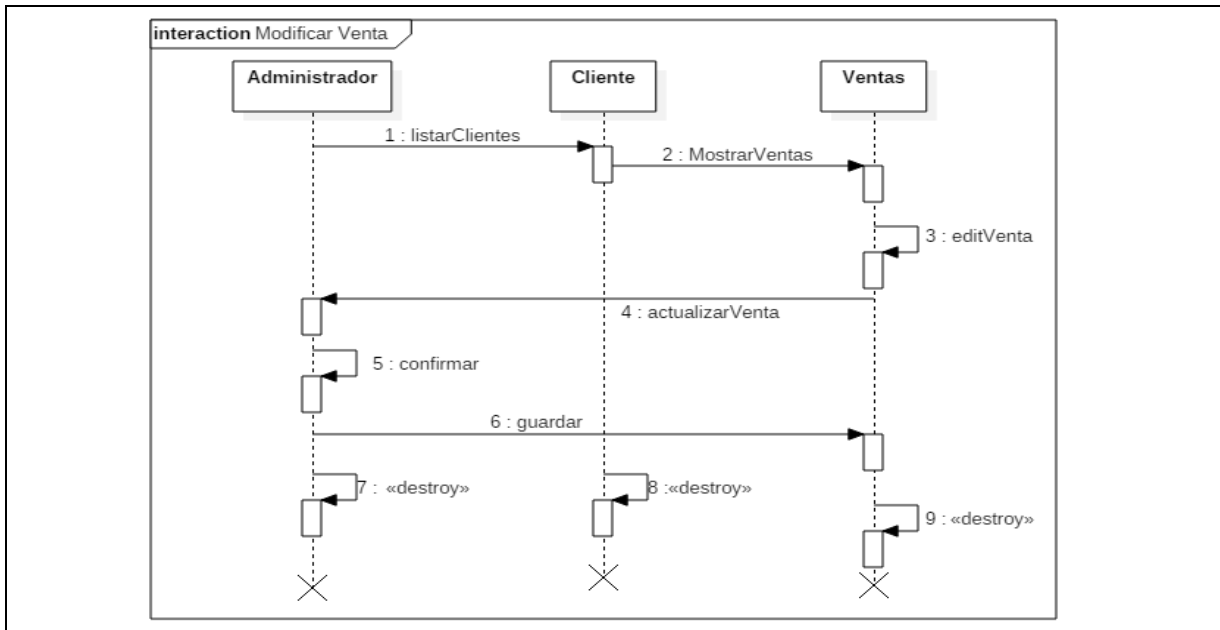 interaction Modificar Venta
Administrador
Cliente
Ventas
1 : listarClientes
2 : MostrarVentas
3 : editVenta
4 : actualizarVenta
5 : confirmar
6 : guardar
7 : «destroy»
8 :«destroy»
9 : «destroy»